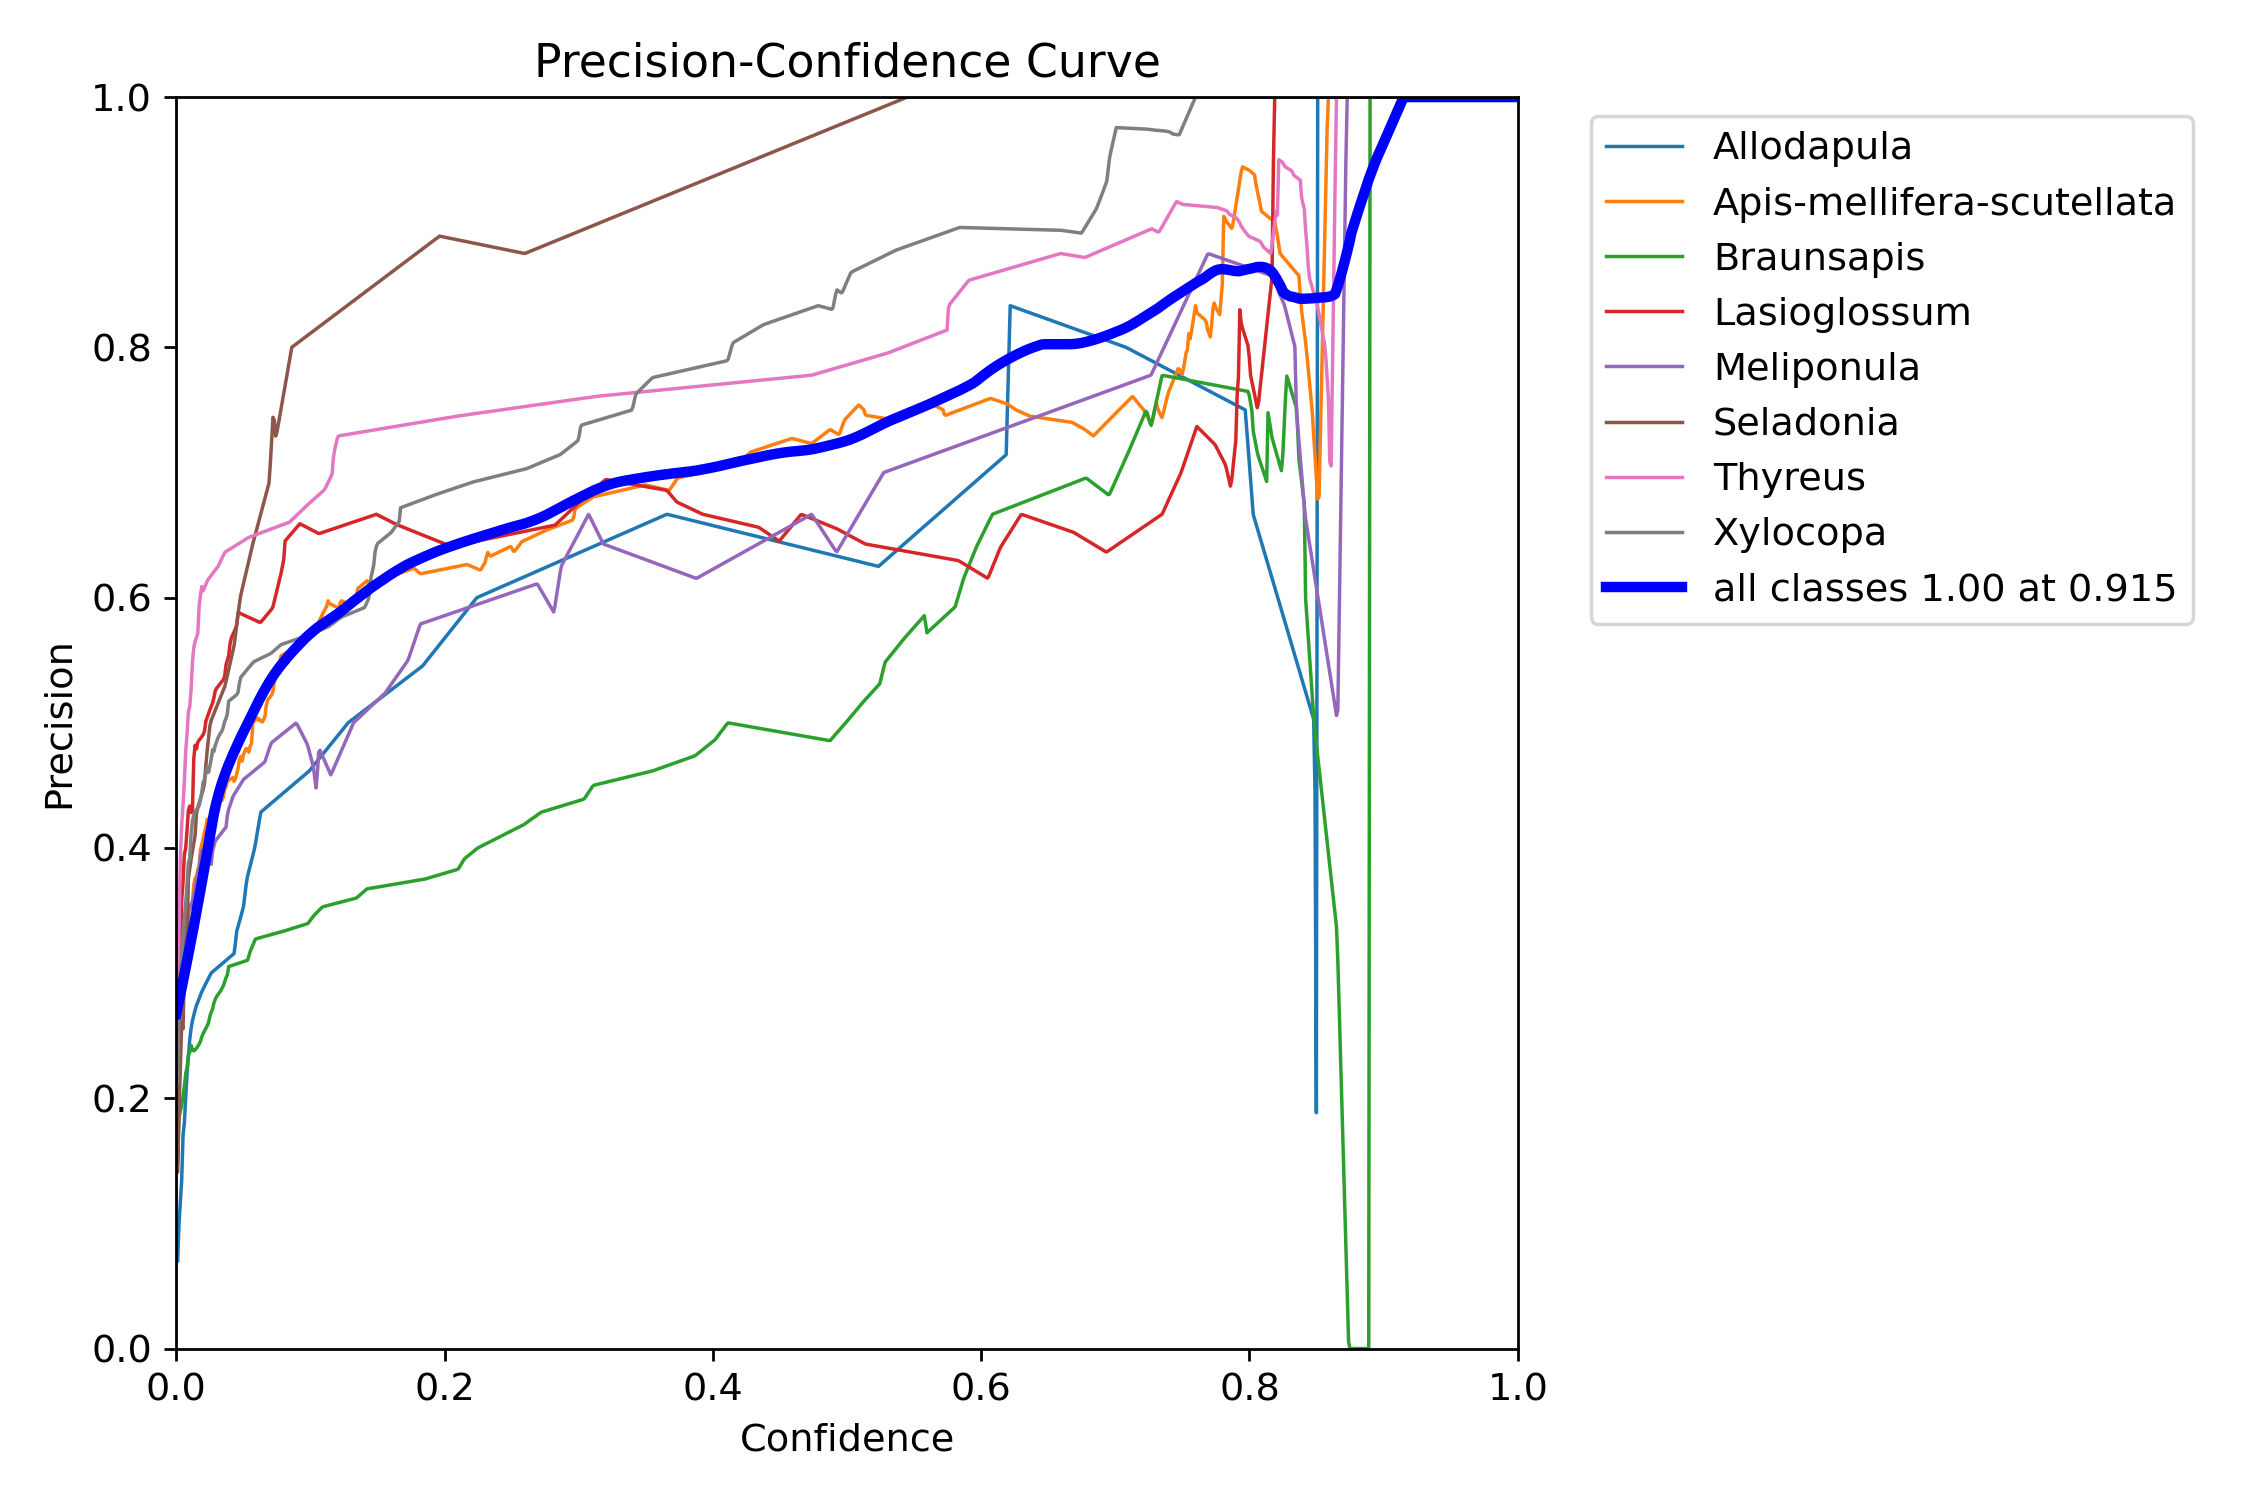 Precision-Confidence Curve
1.0
0.8
0.6
0.4
0.2
0.0
Precision
0.0 0.2 0.4 0.6 0.8 1.0
Confidence
Allodapula
Apis-mellifera-scutellata
Braunsapis
Lasioglossum
Meliponula
Seladonia
Thyreus
Xylocopa
all classes 1.00 at 0.915